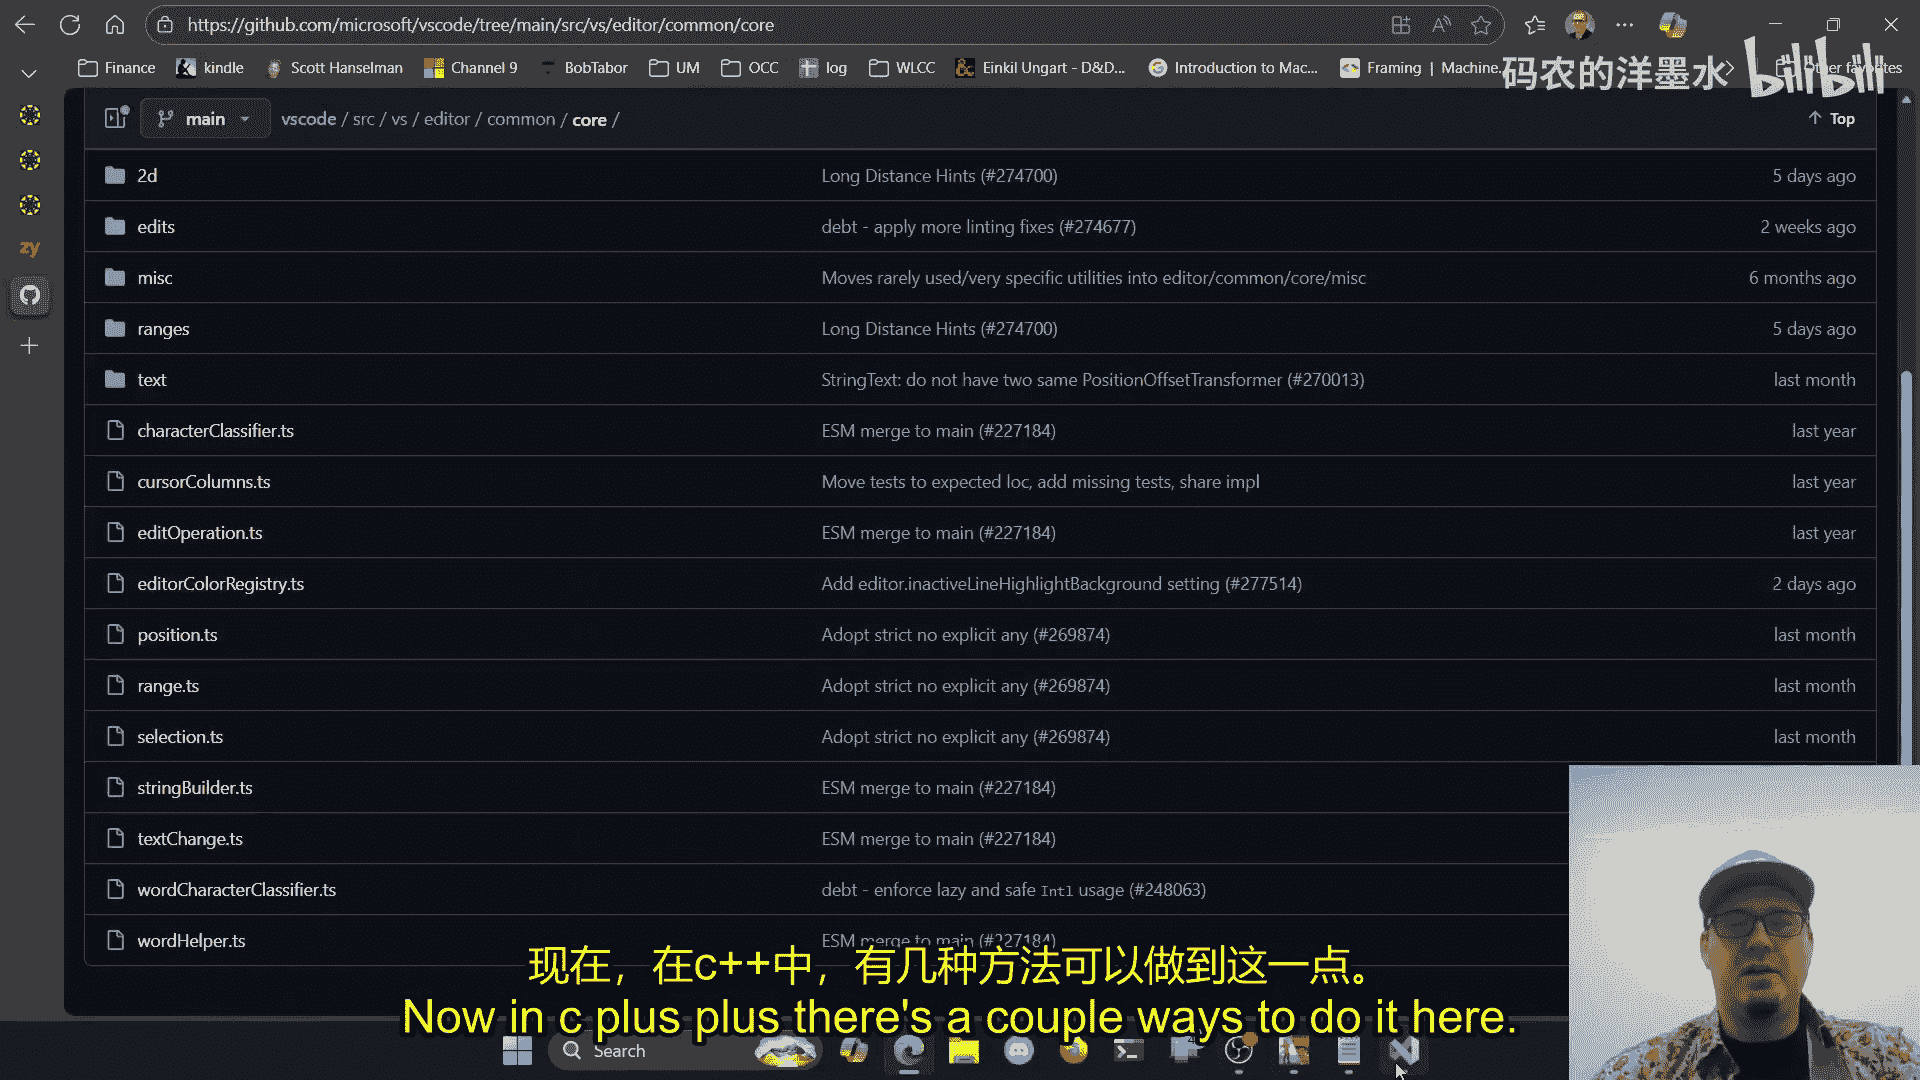 https://github.com/microsoft/vscode/tree/main/src/vs/editor/common/core
Finance kindle Scott Hanselman Channel 9 BobTabor UM OCC log WLCC Einkil Ungart - D&D... Introduction to Mac... Framing | Machine... Other favorites
码农的洋墨水 bilibili
main vscode / src / vs / editor / common / core / Top
2d Long Distance Hints (#274700) 5 days ago
edits debt - apply more linting fixes (#274677) 2 weeks ago
zy
misc Moves rarely used/very specific utilities into editor/common/core/misc 6 months ago
ranges Long Distance Hints (#274700) 5 days ago
text StringText: do not have two same PositionOffsetTransformer (#270013) last month
characterClassifier.ts ESM merge to main (#227184) last year
cursorColumns.ts Move tests to expected loc, add missing tests, share impl last year
editOperation.ts ESM merge to main (#227184) last year
editorColorRegistry.ts Add editor.inactiveLineHighlightBackground setting (#277514) 2 days ago
position.ts Adopt strict no explicit any (#269874) last month
range.ts Adopt strict no explicit any (#269874) last month
selection.ts Adopt strict no explicit any (#269874) last month
stringBuilder.ts ESM merge to main (#227184)
textChange.ts ESM merge to main (#227184)
wordCharacterClassifier.ts debt - enforce lazy and safe Intl usage (#248063)
wordHelper.ts ESM merge to main (#227184)
现在，在c++中，有几种方法可以做到这一点。
Now in c plus plus there's a couple ways to do it here.
Search